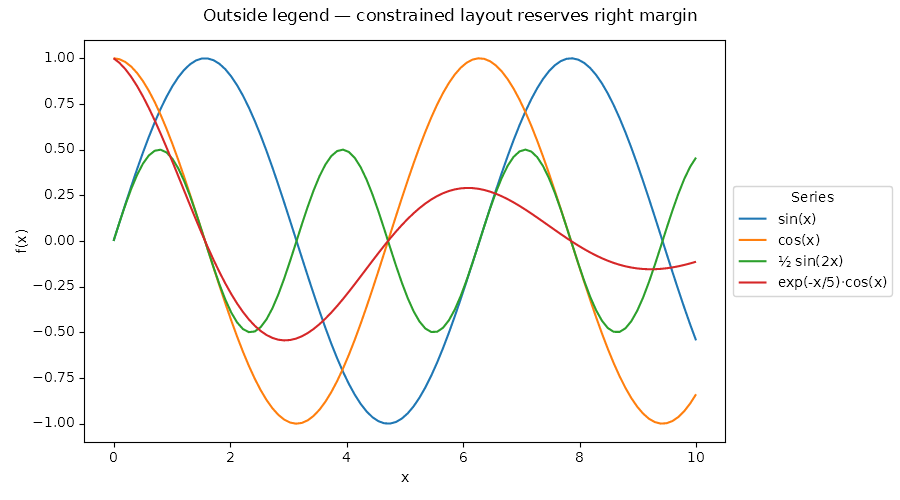 Outside legend — constrained layout reserves right margin
1.00
0.75
0.50
0.25
0.00
−0.25
−0.50
−0.75
−1.00
f(x)
0 2 4 6 8 10
x
Series
sin(x)
cos(x)
½ sin(2x)
exp(-x/5)·cos(x)